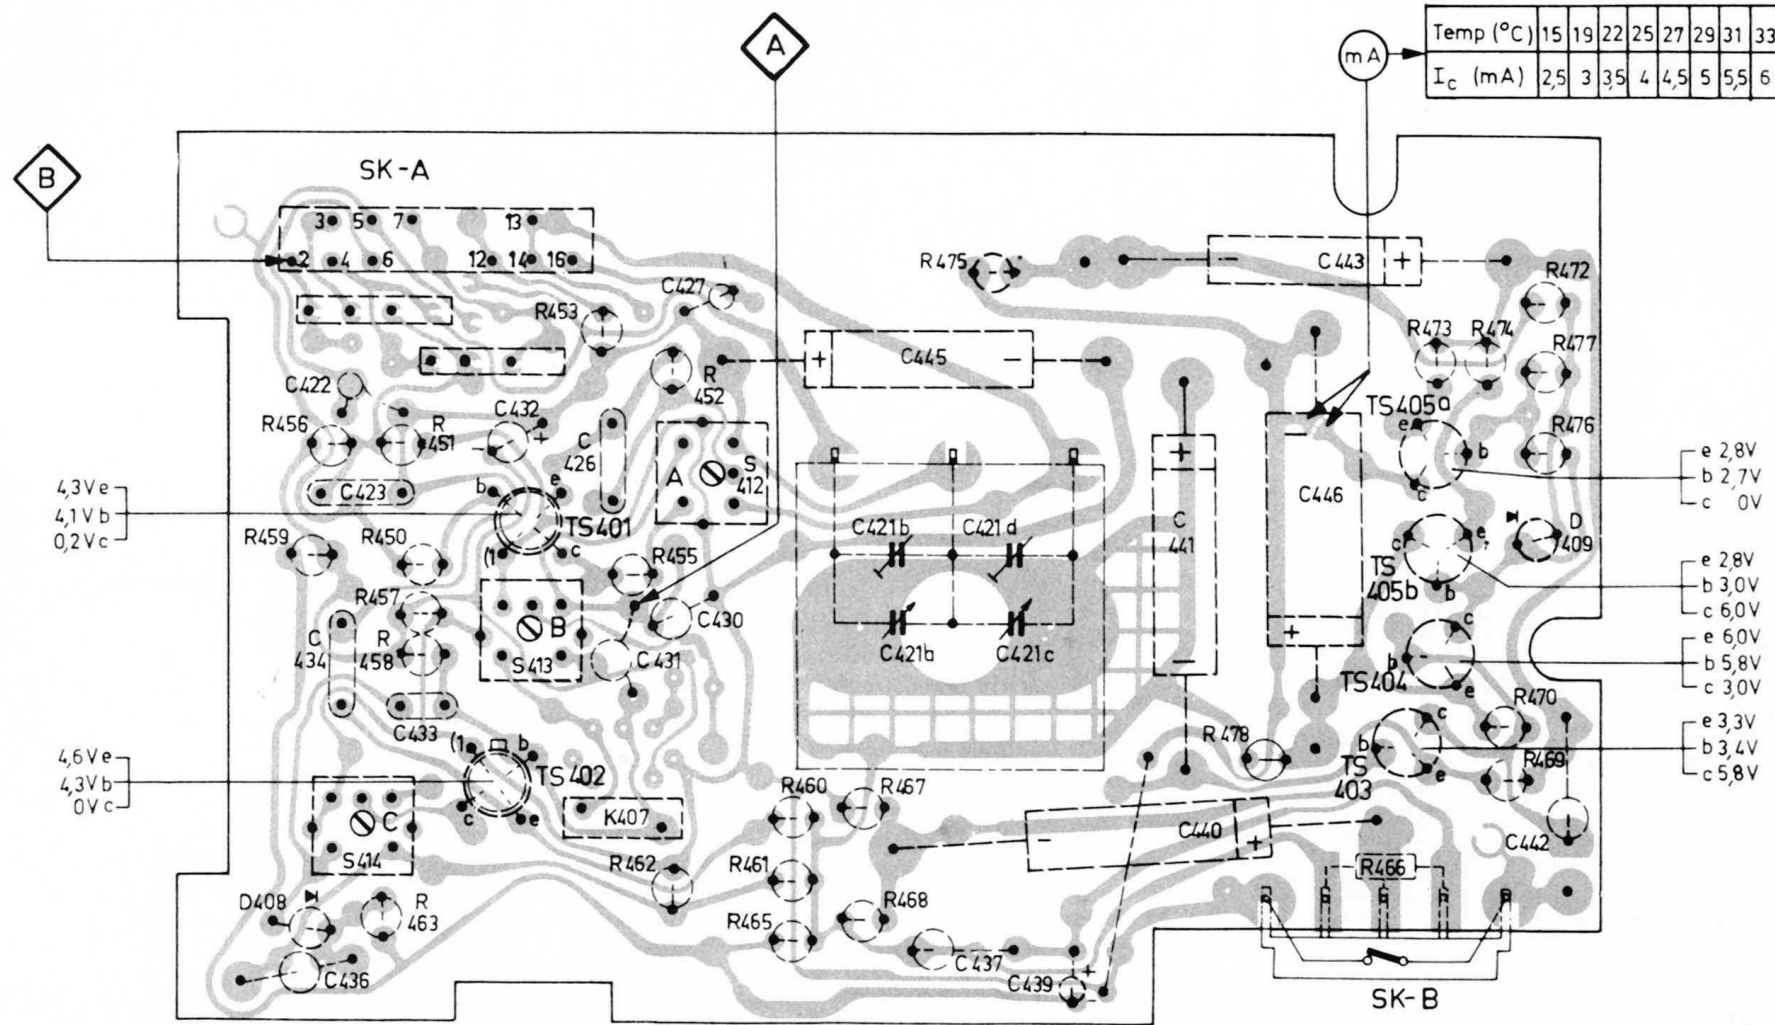 A
mA
Temp (°C) 15 19 22 25 27 29 31 33
Ic (mA) 2,5 3 3,5 4 4,5 5 5,5 6
B
SK-A
3 5 7 13
2 4 6 12 14 16
R475
C443
+
-
R472
C427
R453
R473
R474
R477
C445
+
-
C422
R
452
C432
+
TS405a
e
b
c
R456
R
451
C
426
A
S
412
R476
C423
b
e
TS401
(1
c
C446
-
+
e 2,8V
b 2,7V
c 0V
4,3V e
4,1V b
0,2V c
C
441
+
-
C421b
C421d
D
409
R459
R450
R455
c
e
TS
405b
b
e 2,8V
b 3,0V
c 6,0V
R457
B
S413
C430
C421b
C421c
C
434
R
458
C431
c
b
TS404
e
e 6,0V
b 5,8V
c 3,0V
C433
R470
R478
c
b
TS
403
e
e 3,3V
b 3,4V
c 5,8V
(1
b
TS402
c
e
4,6V e
4,3V b
0V c
R469
R460
R467
K407
C
S414
C440
-
+
C442
R462
R461
R466
D408
R
463
R465
R468
C437
C436
C439
+
-
SK-B